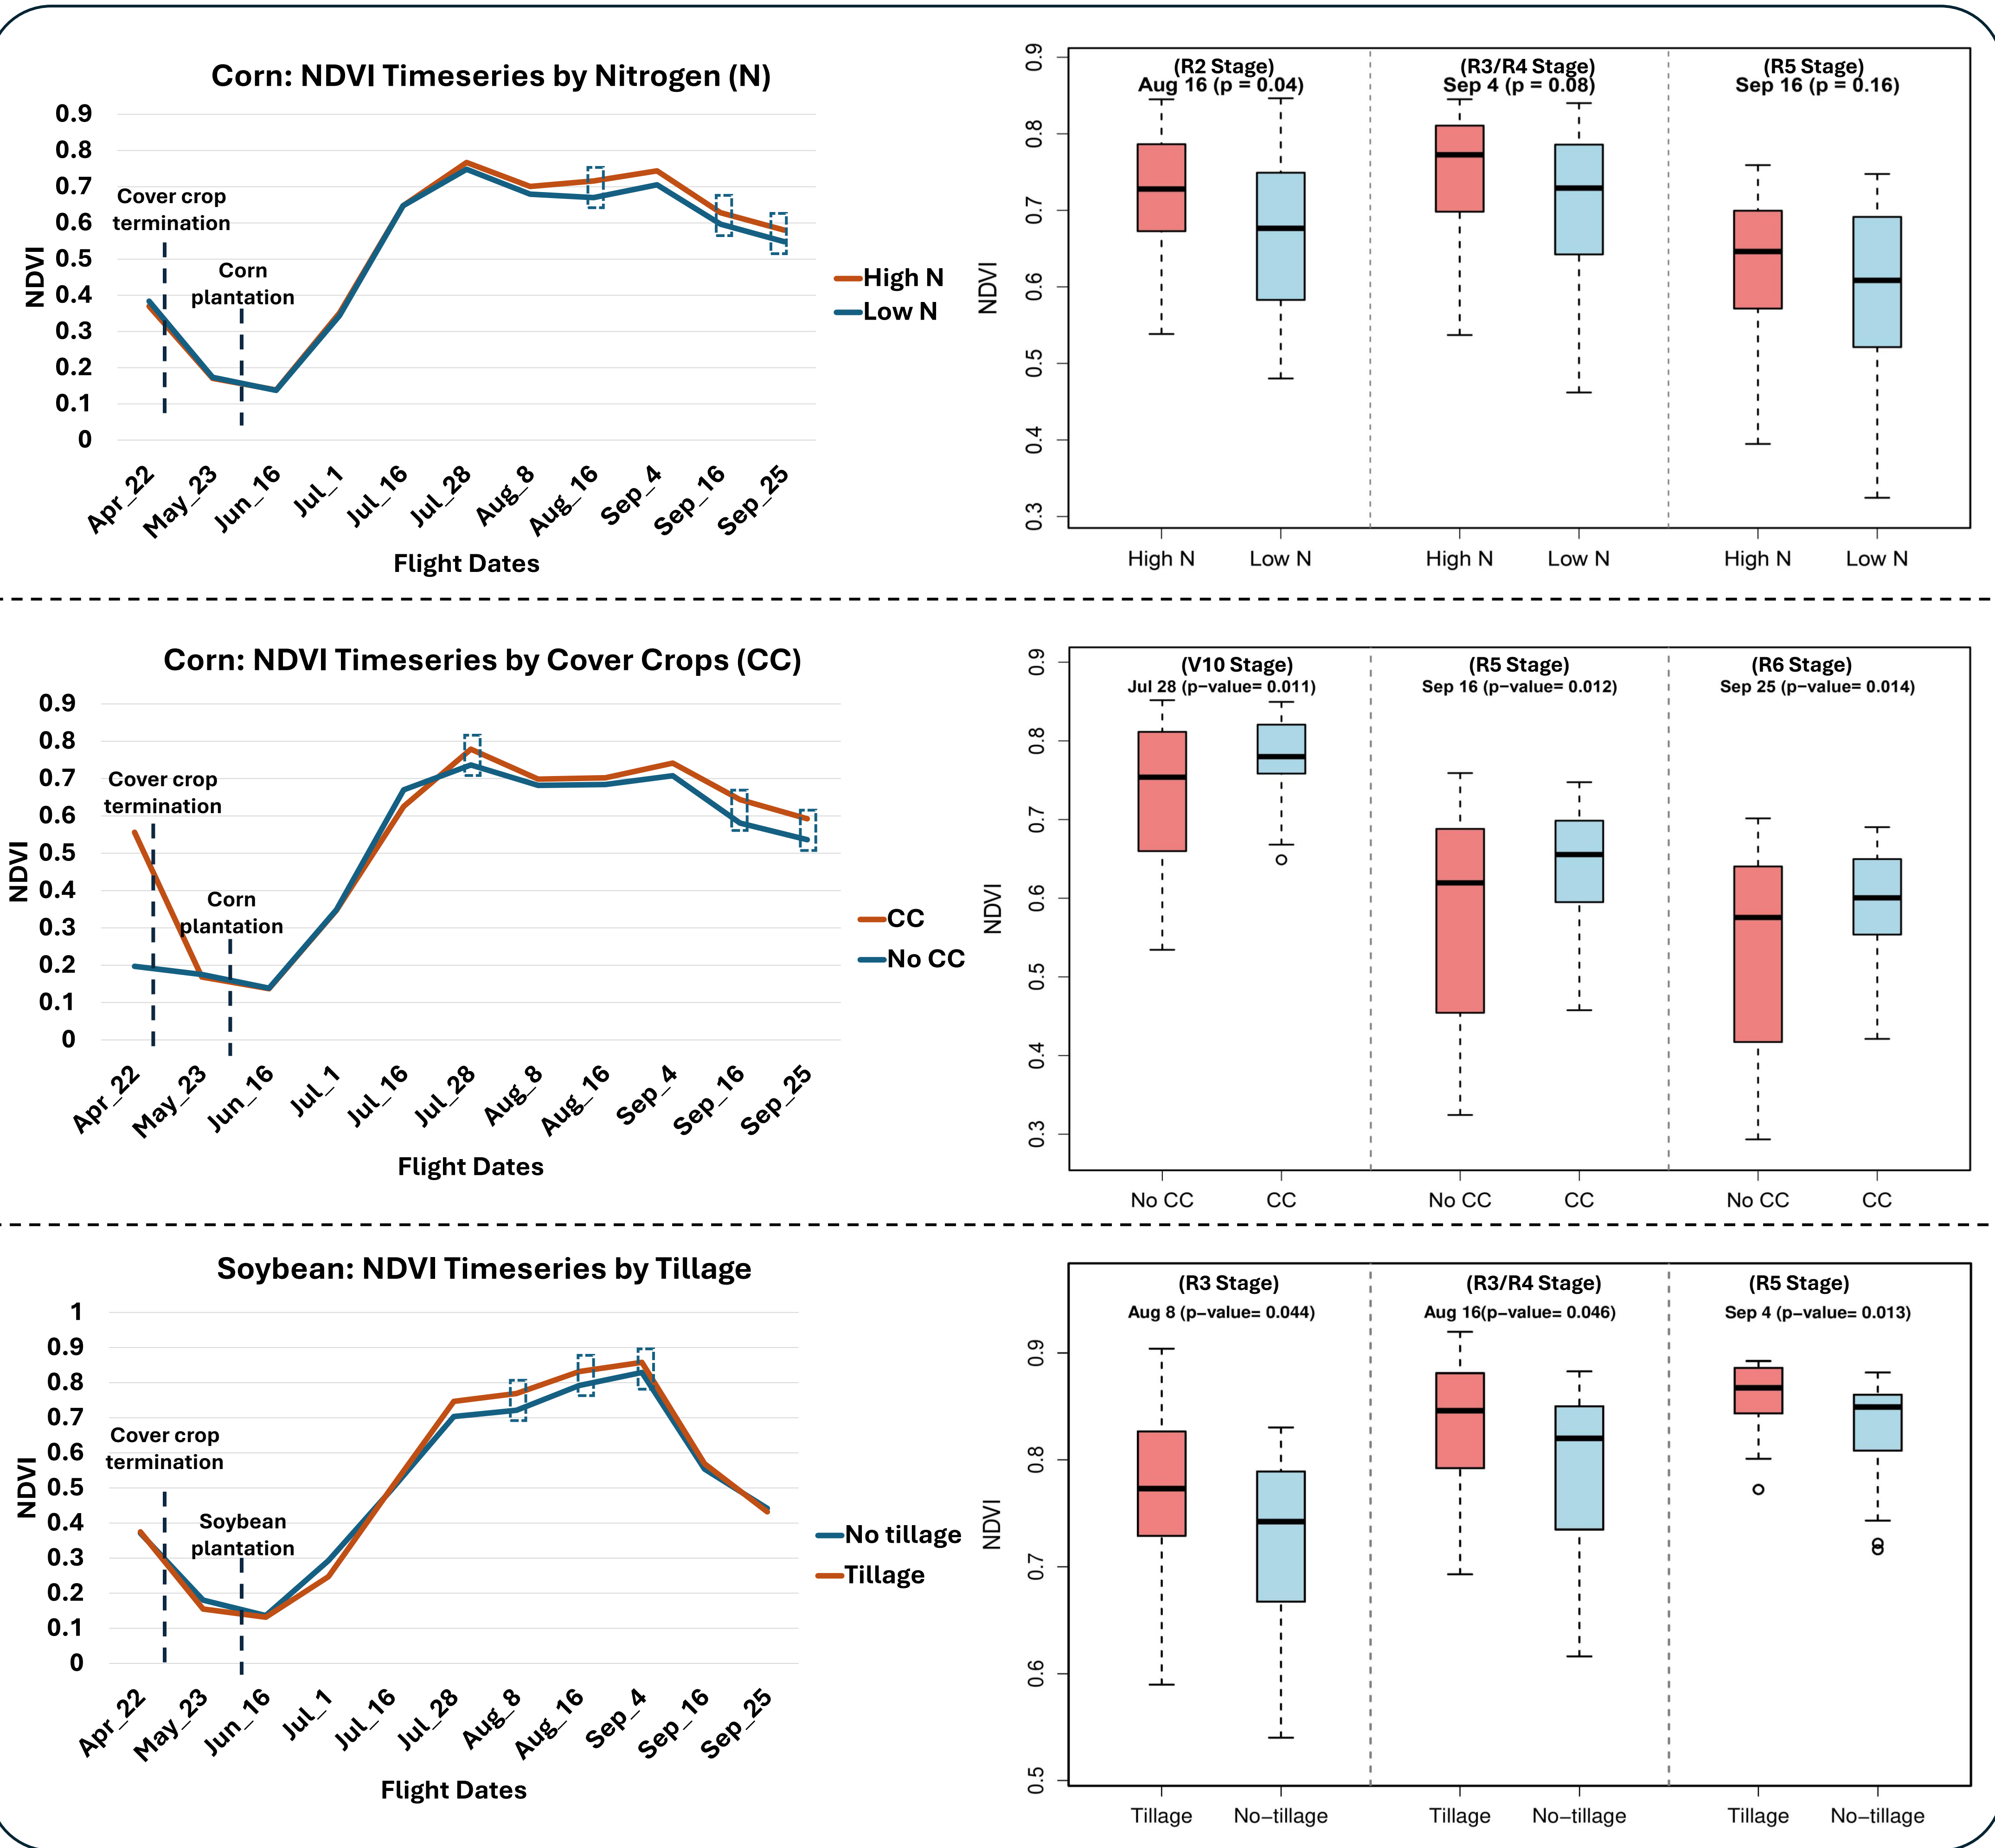 Corn: NDVI Timeseries by Nitrogen (N)
0.9
0.8
0.7
0.6
0.5
0.4
0.3
0.2
0.1
0
NDVI
Cover crop
termination
Corn
plantation
High N
Low N
Apr_22
May_23
Jun_16
Jul_1
Jul_16
Jul_28
Aug_8
Aug_16
Sep_4
Sep_16
Sep_25
Flight Dates
(R2 Stage)
Aug 16 (p = 0.04)
(R3/R4 Stage)
Sep 4 (p = 0.08)
(R5 Stage)
Sep 16 (p = 0.16)
0.9
0.8
0.7
0.6
0.5
0.4
0.3
NDVI
High N
Low N
High N
Low N
High N
Low N
Corn: NDVI Timeseries by Cover Crops (CC)
0.9
0.8
0.7
0.6
0.5
0.4
0.3
0.2
0.1
0
NDVI
Cover crop
termination
Corn
plantation
CC
No CC
Apr_22
May_23
Jun_16
Jul_1
Jul_16
Jul_28
Aug_8
Aug_16
Sep_4
Sep_16
Sep_25
Flight Dates
(V10 Stage)
Jul 28 (p−value= 0.011)
(R5 Stage)
Sep 16 (p−value= 0.012)
(R6 Stage)
Sep 25 (p−value= 0.014)
0.9
0.8
0.7
0.6
0.5
0.4
0.3
NDVI
No CC
CC
No CC
CC
No CC
CC
Soybean: NDVI Timeseries by Tillage
1
0.9
0.8
0.7
0.6
0.5
0.4
0.3
0.2
0.1
0
NDVI
Cover crop
termination
Soybean
plantation
No tillage
Tillage
Apr_22
May_23
Jun_16
Jul_1
Jul_16
Jul_28
Aug_8
Aug_16
Sep_4
Sep_16
Sep_25
Flight Dates
(R3 Stage)
Aug 8 (p−value= 0.044)
(R3/R4 Stage)
Aug 16(p−value= 0.046)
(R5 Stage)
Sep 4 (p−value= 0.013)
0.9
0.8
0.7
0.6
0.5
NDVI
Tillage
No−tillage
Tillage
No−tillage
Tillage
No−tillage